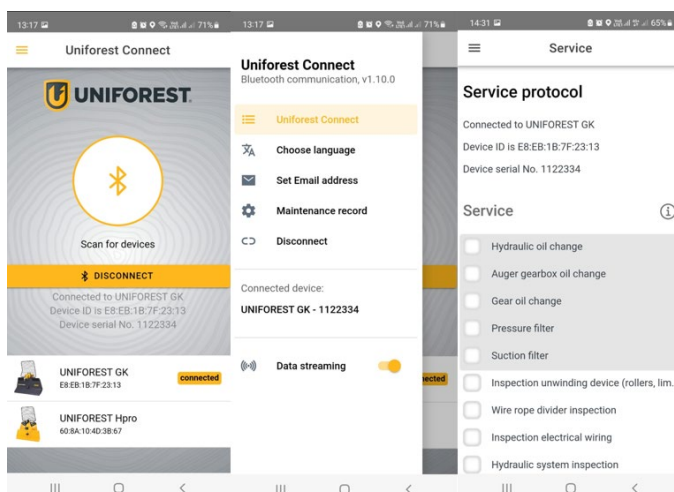 13:17
71%
Uniforest Connect
UNIFOREST
Scan for devices
DISCONNECT
Connected to UNIFOREST GK
Device ID is E8:EB:1B:7F:23:13
Device serial No. 1122334
UNIFOREST GK
E8:EB:1B:7F:23:13
connected
UNIFOREST Hpro
60:8A:10:4D:3B:67
13:17
71%
Uniforest Connect
Bluetooth communication, v1.10.0
Uniforest Connect
Choose language
Set Email address
Maintenance record
Disconnect
Connected device:
UNIFOREST GK - 1122334
Data streaming
nected
14:31
65%
Service
Service protocol
Connected to UNIFOREST GK
Device ID is E8:EB:1B:7F:23:13
Device serial No. 1122334
Service
Hydraulic oil change
Auger gearbox oil change
Gear oil change
Pressure filter
Suction filter
Inspection unwinding device (rollers, lim.
Wire rope divider inspection
Inspection electrical wiring
Hydraulic system inspection